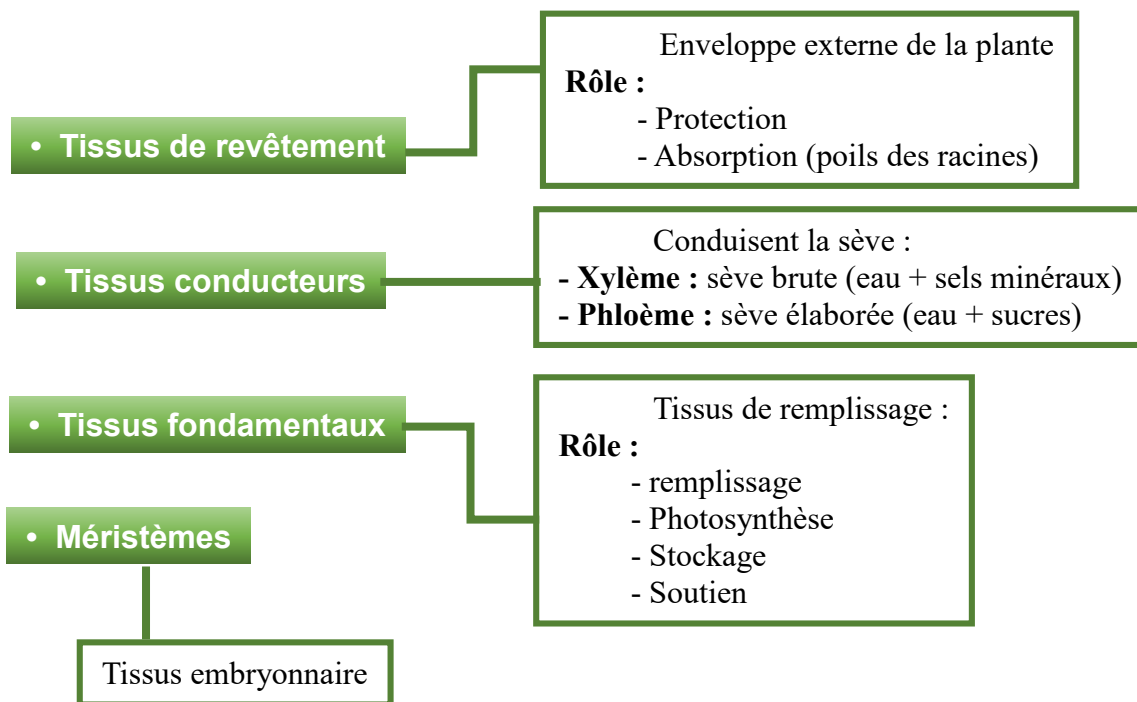 • Tissus de revêtement
Enveloppe externe de la plante
Rôle :
- Protection
- Absorption (poils des racines)
• Tissus conducteurs
Conduisent la sève :
- Xylème : sève brute (eau + sels minéraux)
- Phloème : sève élaborée (eau + sucres)
• Tissus fondamentaux
Tissus de remplissage :
Rôle :
- remplissage
- Photosynthèse
- Stockage
- Soutien
• Méristèmes
Tissus embryonnaire